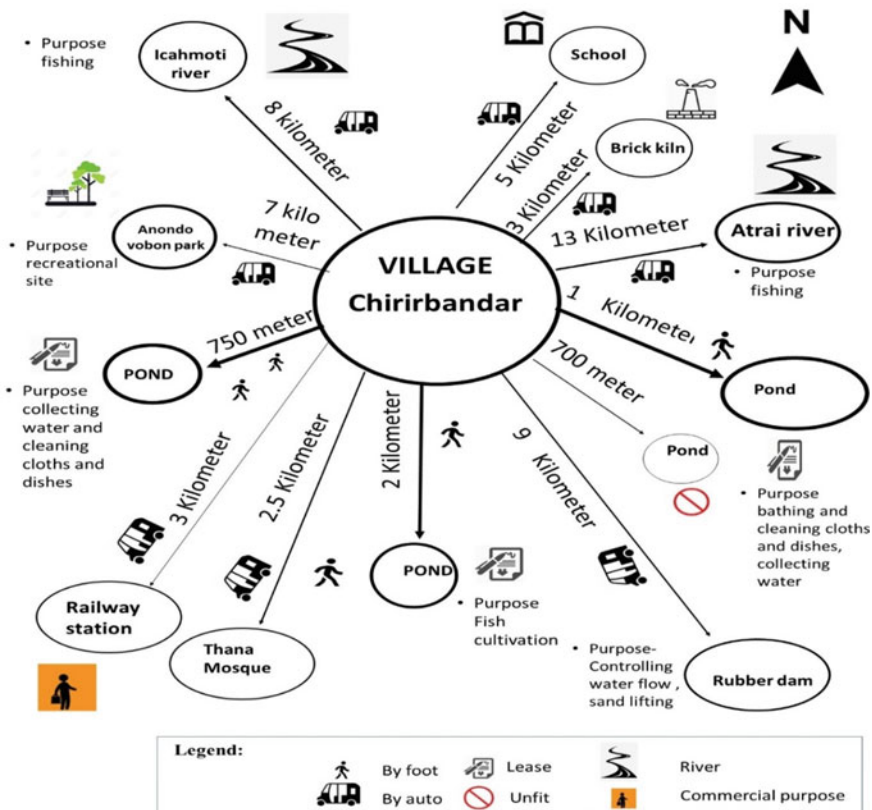 • Purpose
fishing
Icahmoti
river
8 kilometer
School
5 Kilometer
N
Brick kiln
3 Kilometer
7 kilo
meter
Anondo
vobon park
• Purpose
recreational
site
13 Kilometer
Atrai river
• Purpose
fishing
VILLAGE
Chirirbandar
1 Kilometer
750 meter
POND
• Purpose
collecting
water and
cleaning
cloths and
dishes
700 meter
Pond
Pond
• Purpose
bathing and
cleaning cloths
and dishes,
collecting
water
3 Kilometer
2.5 Kilometer
2 Kilometer
9 Kilometer
Railway
station
Thana
Mosque
POND
• Purpose
Fish
cultivation
• Purpose-
Controlling
water flow ,
sand lifting
Rubber dam
Legend:
By foot
Lease
River
By auto
Unfit
Commercial purpose